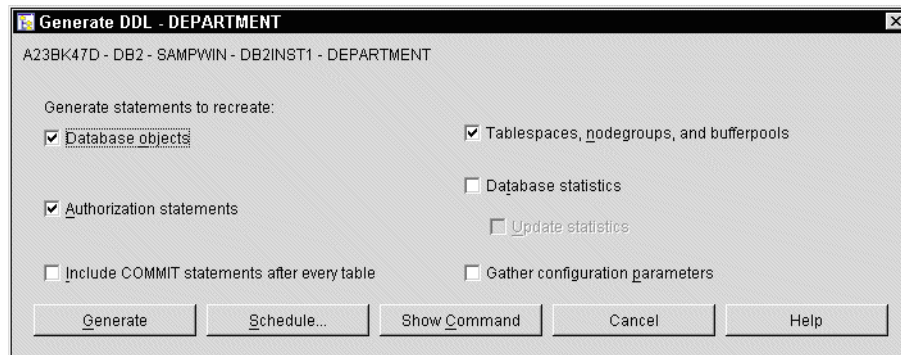 Generate DDL - DEPARTMENT
A23BK47D - DB2 - SAMPWIN - DB2INST1 - DEPARTMENT
Generate statements to recreate:
Database objects
Tablespaces, nodegroups, and bufferpools
Database statistics
Authorization statements
Update statistics
Include COMMIT statements after every table
Gather configuration parameters
Generate Schedule... Show Command Cancel Help